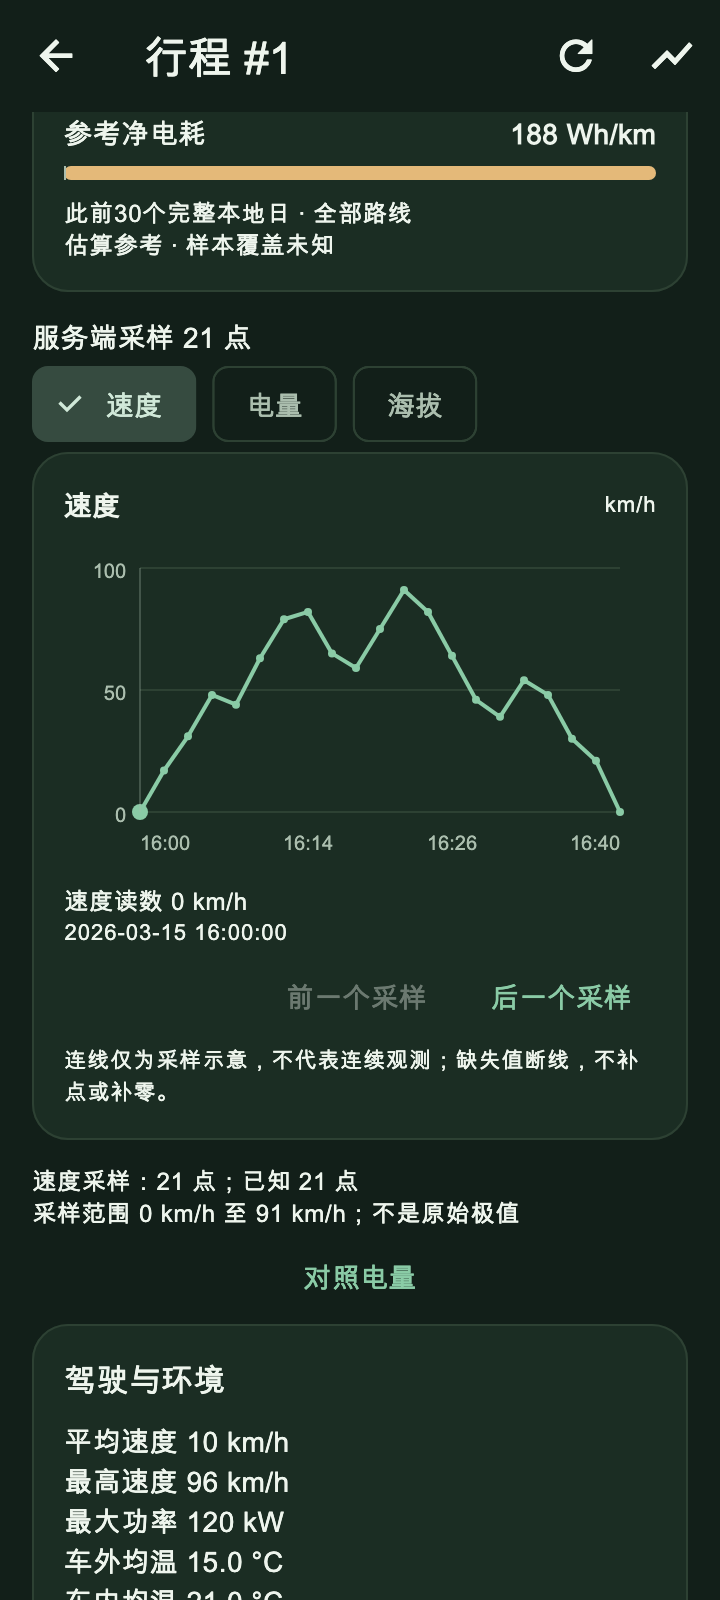 行程 #1
参考净电耗 188 Wh/km
此前30个完整本地日 · 全部路线
估算参考 · 样本覆盖未知
服务端采样 21 点
速度 电量 海拔
速度 km/h
100
50
0
16:00 16:14 16:26 16:40
速度读数 0 km/h
2026-03-15 16:00:00
前一个采样 后一个采样
连线仅为采样示意，不代表连续观测；缺失值断线，不补
点或补零。
速度采样：21 点；已知 21 点
采样范围 0 km/h 至 91 km/h；不是原始极值
对照电量
驾驶与环境
平均速度 10 km/h
最高速度 96 km/h
最大功率 120 kW
车外均温 15.0 °C
车内均温 21.0 °C